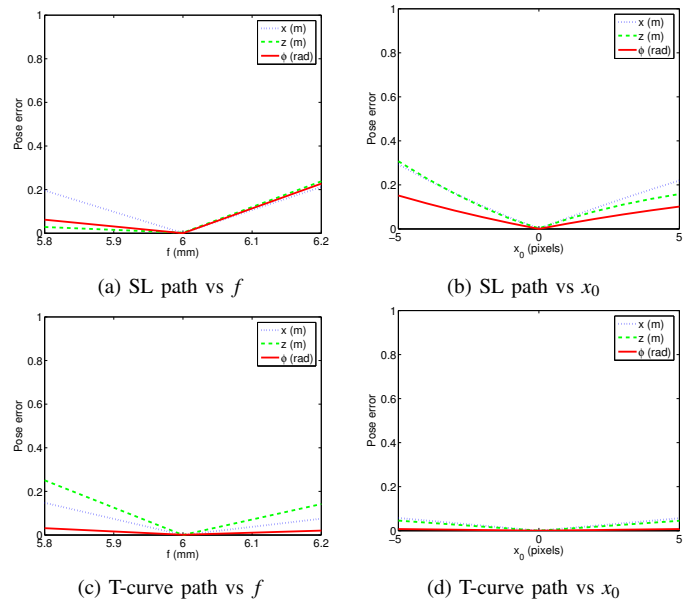 1
0.8
0.6
0.4
0.2
0
Pose error
x (m)
z (m)
ϕ (rad)
5.8 5.9 6 6.1 6.2
f (mm)
(a) SL path vs f
1
0.8
0.6
0.4
0.2
0
Pose error
x (m)
z (m)
ϕ (rad)
−5 0 5
x₀ (pixels)
(b) SL path vs x₀
1
0.8
0.6
0.4
0.2
0
Pose error
x (m)
z (m)
ϕ (rad)
5.8 5.9 6 6.1 6.2
f (mm)
(c) T-curve path vs f
1
0.8
0.6
0.4
0.2
0
Pose error
x (m)
z (m)
ϕ (rad)
−5 0 5
x₀ (pixels)
(d) T-curve path vs x₀